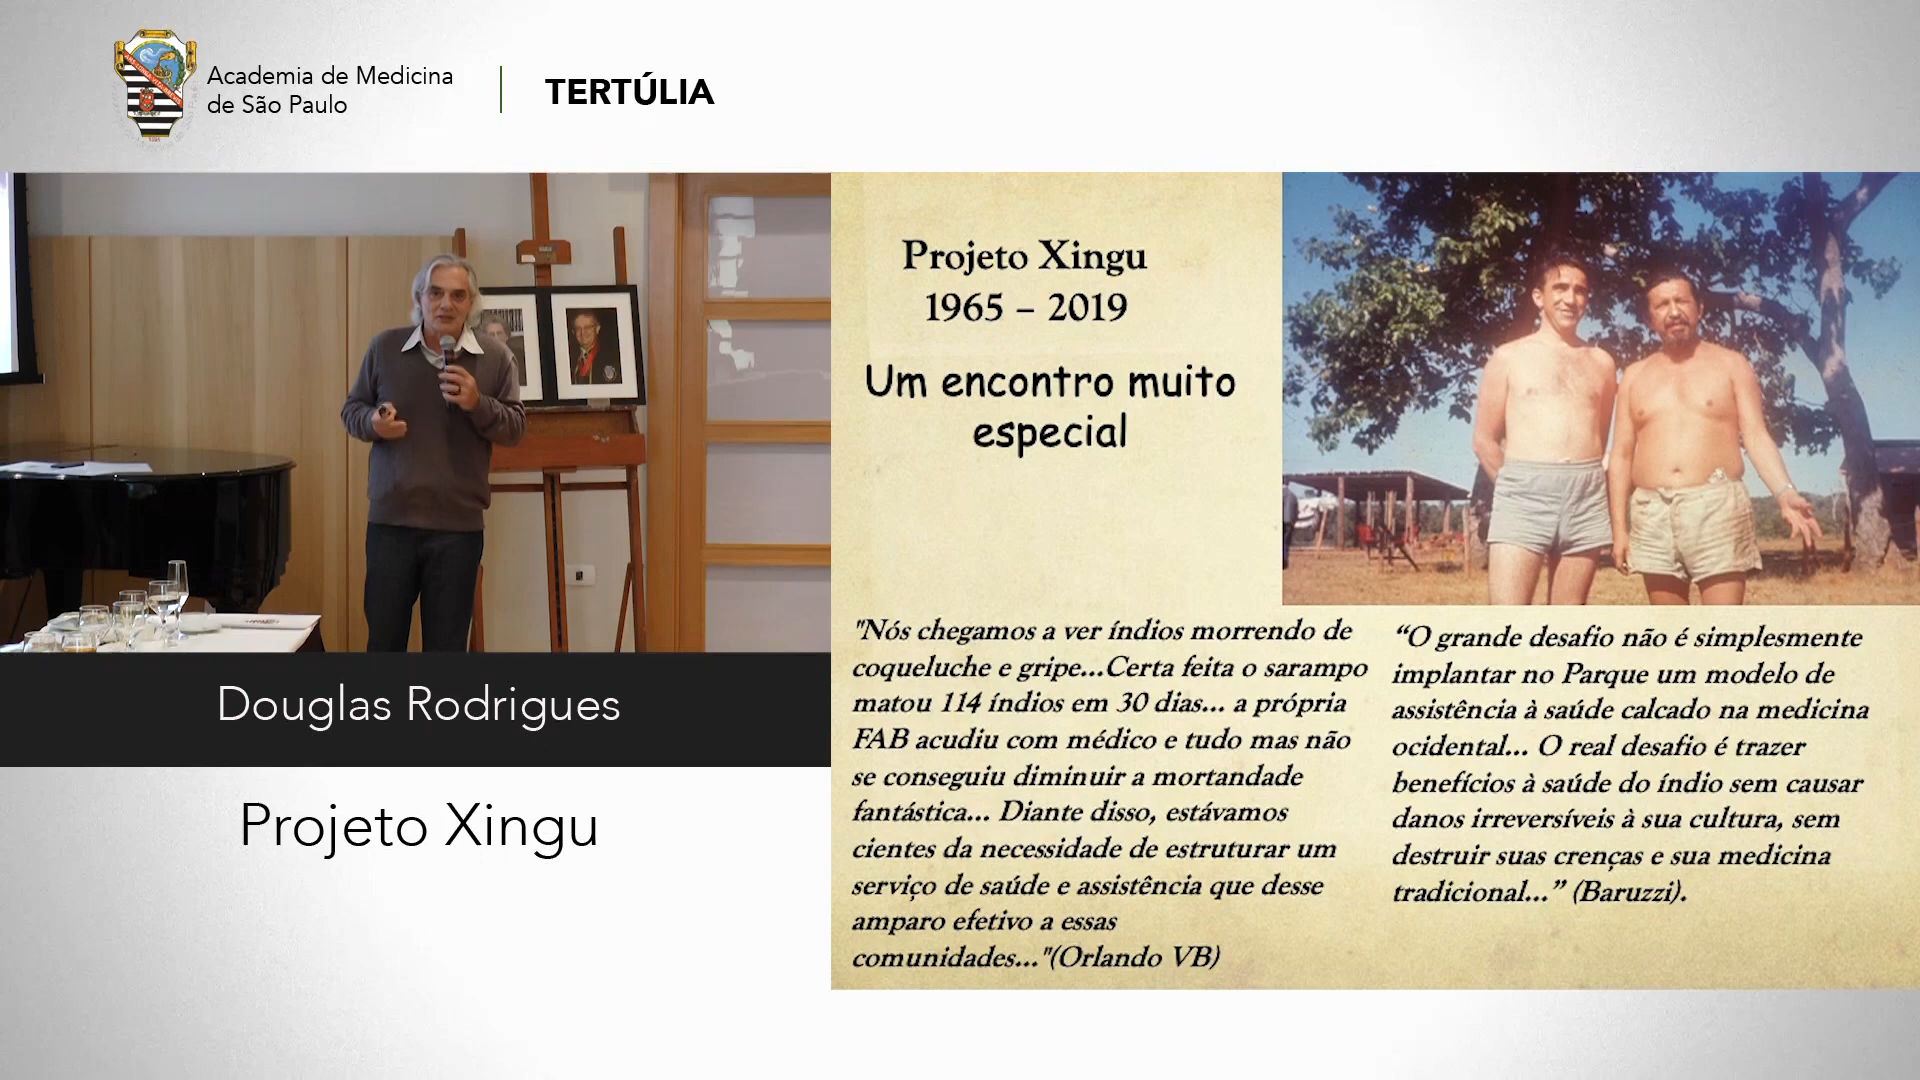 Academia de Medicina
de São Paulo
TERTÚLIA
Projeto Xingu
1965 – 2019
Um encontro muito
especial
"Nós chegamos a ver índios morrendo de
coqueluche e gripe...Certa feita o sarampo
matou 114 índios em 30 dias... a própria
FAB acudiu com médico e tudo mas não
se conseguiu diminuir a mortandade
fantástica... Diante disso, estávamos
cientes da necessidade de estruturar um
serviço de saúde e assistência que desse
amparo efetivo a essas
comunidades..."(Orlando VB)
“O grande desafio não é simplesmente
implantar no Parque um modelo de
assistência à saúde calcado na medicina
ocidental... O real desafio é trazer
benefícios à saúde do índio sem causar
danos irreversíveis à sua cultura, sem
destruir suas crenças e sua medicina
tradicional...” (Baruzzi).
Douglas Rodrigues
Projeto Xingu